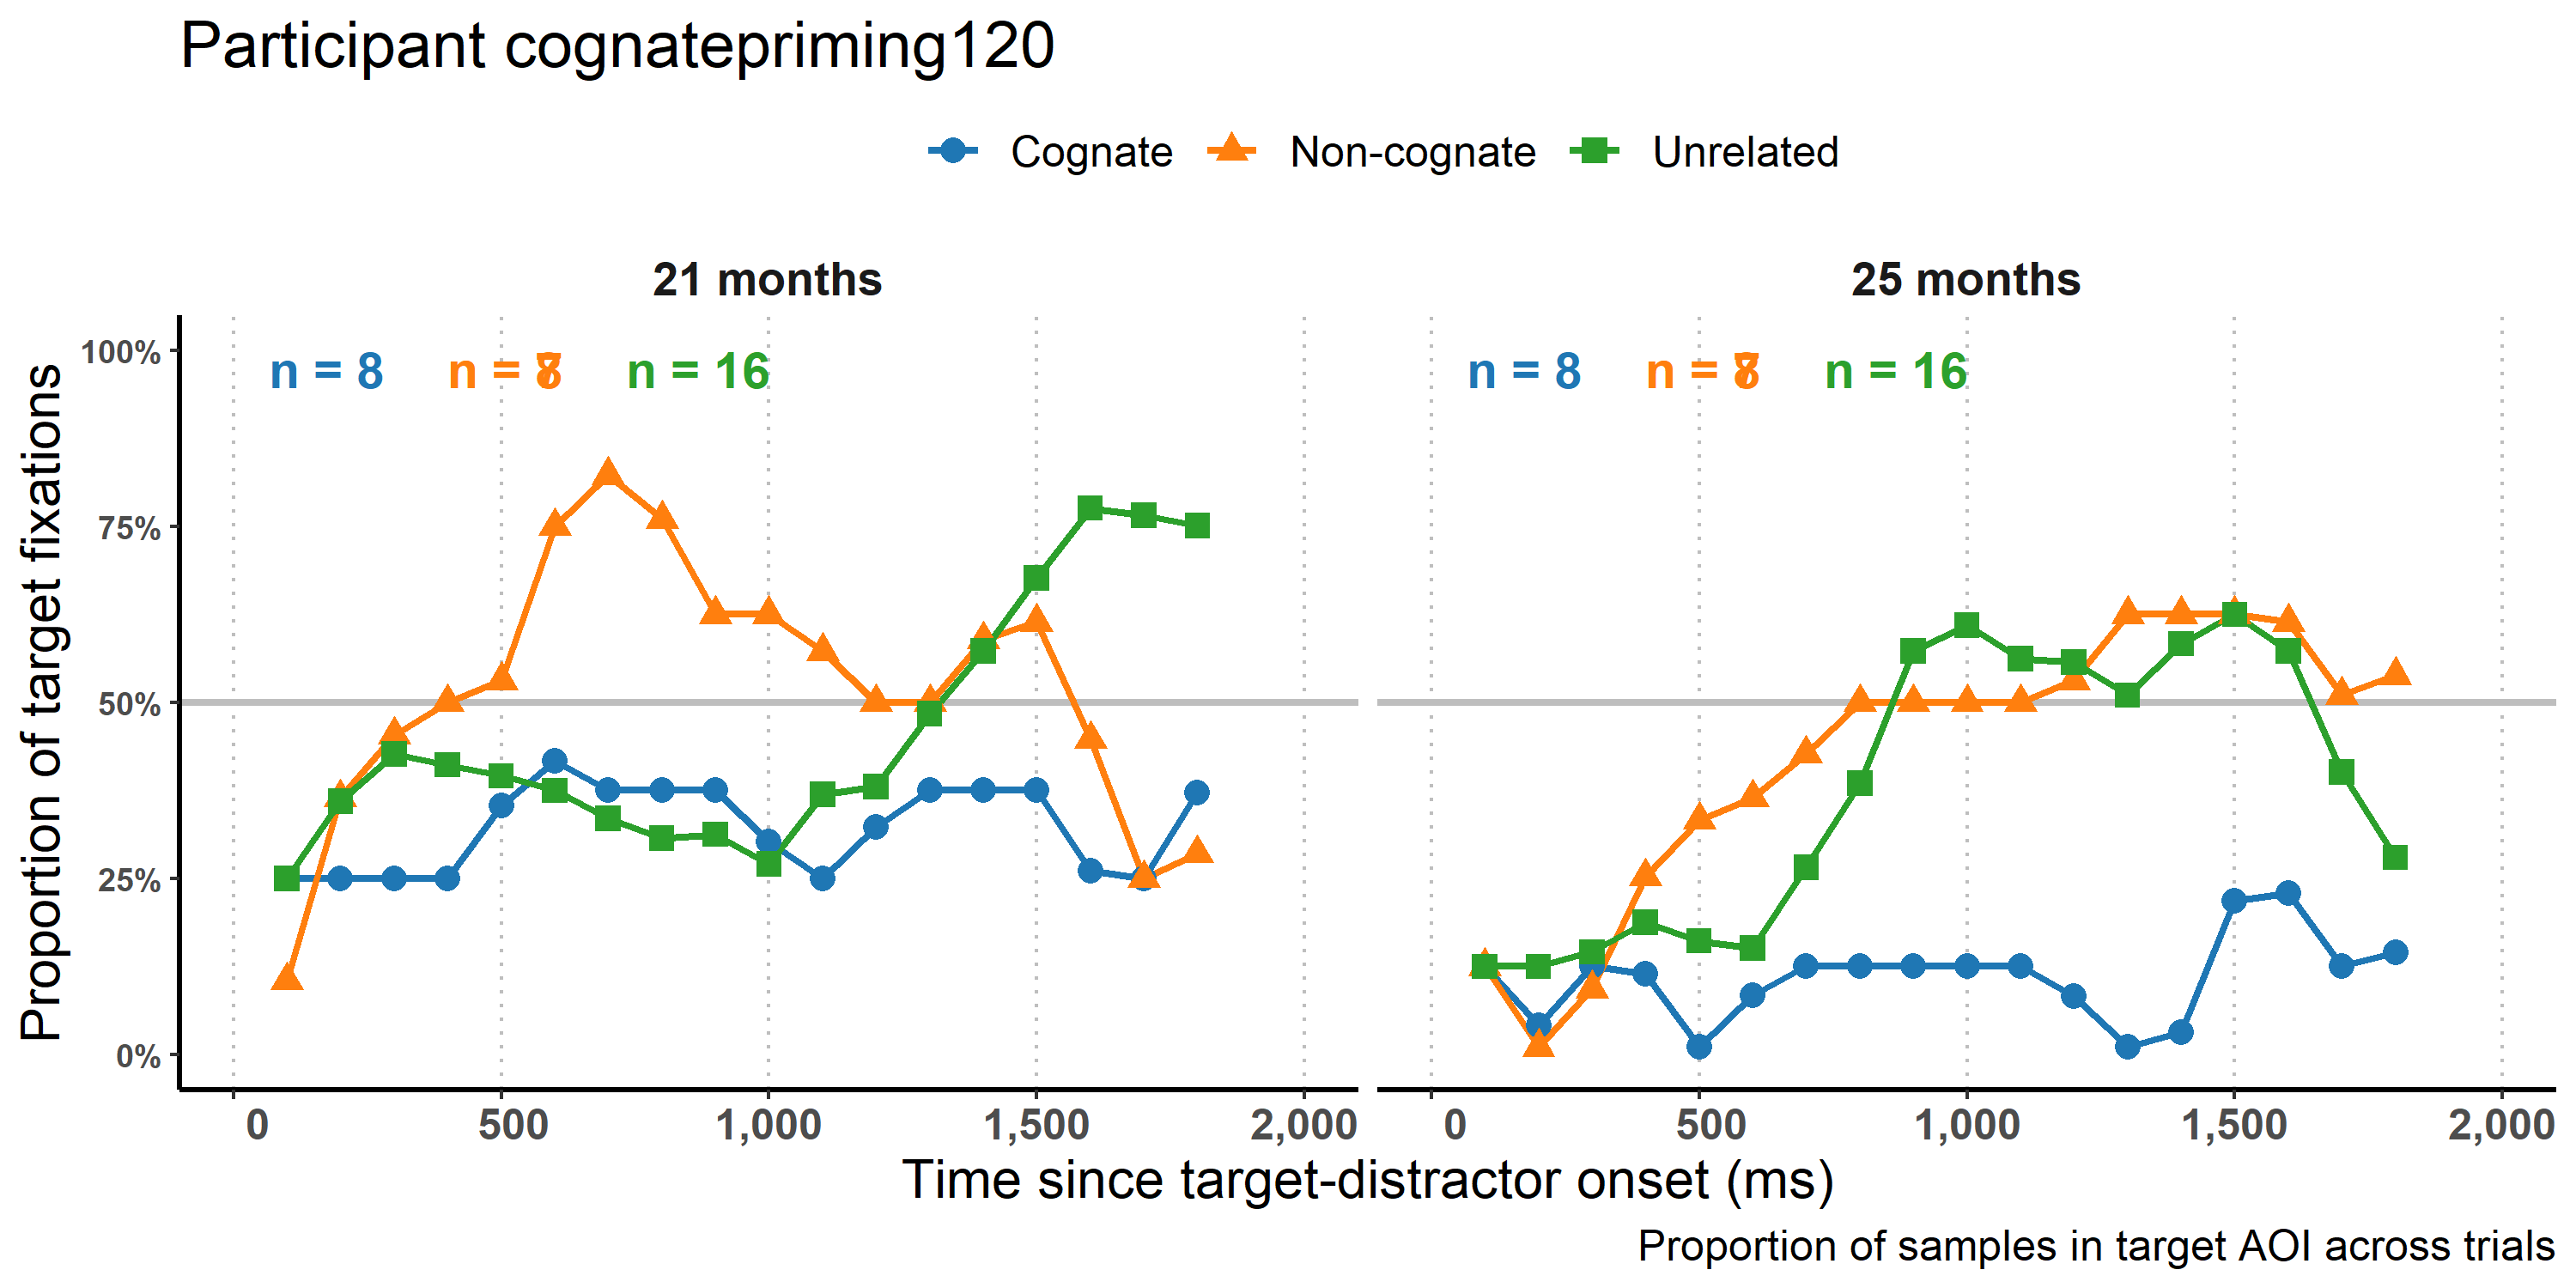 Participant cognatepriming120
Cognate Non-cognate Unrelated
21 months 25 months
100%
75%
50%
25%
0%
n = 8 n = n = 16 n = 8 n = n = 16
Proportion of target fixations
0 500 1,000 1,500 2,000 0 500 1,000 1,500 2,000
Time since target-distractor onset (ms)
Proportion of samples in target AOI across trials